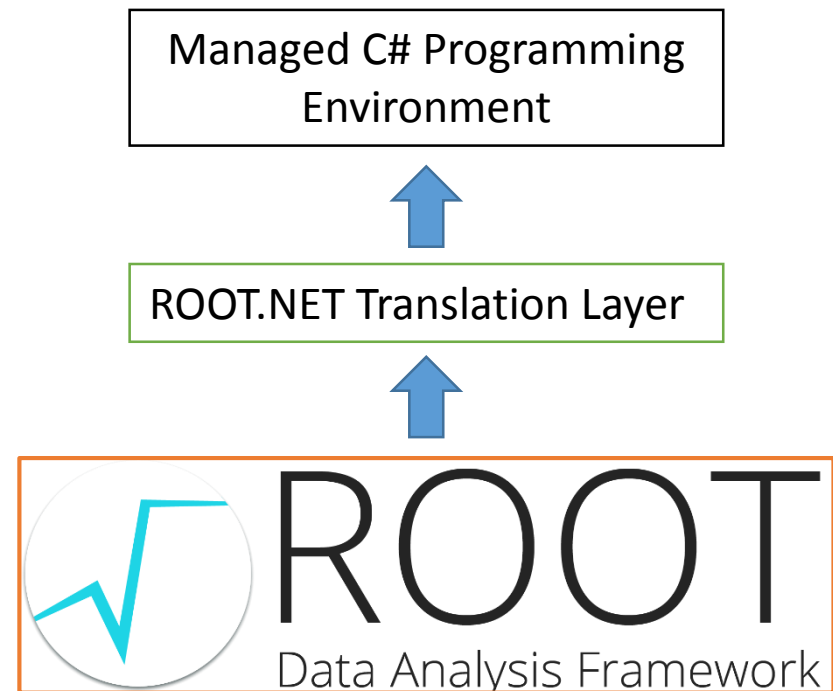 Managed C# Programming
Environment
ROOT.NET Translation Layer
ROOT
Data Analysis Framework